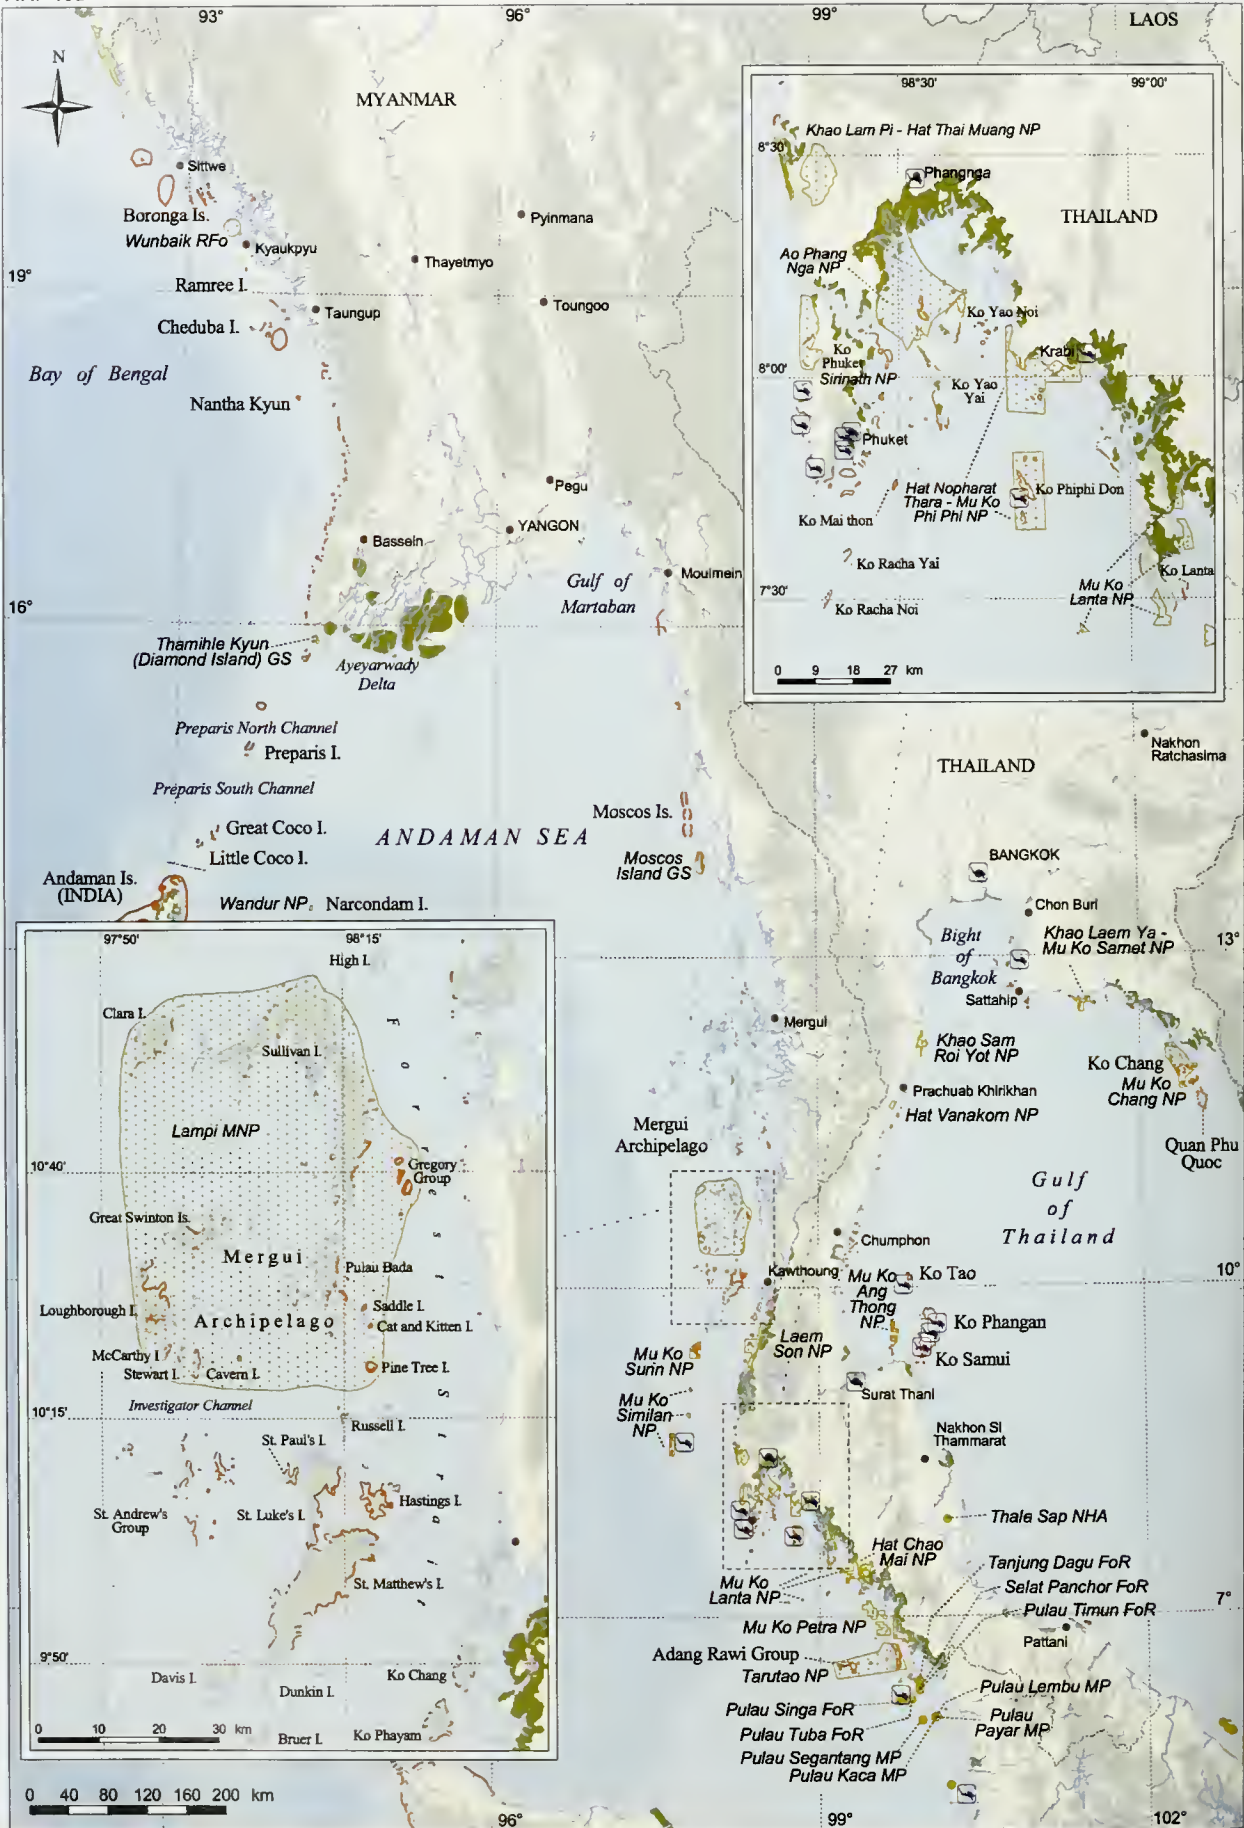 93°
96°
99°
LAOS
N
MYANMAR
Sittwe
Boronga Is.
Wunbaik RFo
Kyaukpyu
Pyinmana
Thayetmyo
19°
Ramree I.
Toungoo
Taungup
Cheduba I.
Bay of Bengal
Nantha Kyun
Pegu
YANGON
Bassein
Gulf of
Martaban
Moulmein
16°
Thamihle Kyun
(Diamond Island) GS
Ayeyarwady
Delta
Preparis North Channel
Preparis I.
Preparis South Channel
Great Coco I.
Little Coco I.
ANDAMAN SEA
Moscos Is.
Moscos
Island GS
Andaman Is.
(INDIA)
Wandur NP
Narcondam I.
98°30'
99°00'
Khao Lam Pi - Hat Thai Muang NP
8°30'
Phangnga
THAILAND
Ao Phang
Nga NP
Ko Yao Noi
Ko
Phuket
Sirinath NP
Krabi
8°00'
Ko Yao
Yai
Phuket
Hat Nopharat
Thara - Mu Ko
Phi Phi NP
Ko Phiphi Don
Ko Mai thon
Ko Racha Yai
Ko Lanta
Mu Ko
Lanta NP
7°30'
Ko Racha Noi
0 9 18 27 km
Nakhon
Ratchasima
THAILAND
BANGKOK
Chon Buri
Khao Laem Ya -
Mu Ko Samet NP
13°
Bight
of
Bangkok
Sattahip
Mergui
Khao Sam
Roi Yot NP
Ko Chang
Mu Ko
Chang NP
Prachuab Khirikhan
Hat Vanakorn NP
Mergui
Archipelago
Quan Phu
Quoc
Gulf
of
Thailand
Chumphon
Kawthoung
10°
Mu Ko
Ang
Thong
NP
Ko Tao
Ko Phangan
Laem
Son NP
Ko Samui
Mu Ko
Surin NP
Surat Thani
Mu Ko
Similan
NP
Nakhon Si
Thammarat
Thale Sap NHA
Hat Chao
Mai NP
Tanjung Dagu FoR
Selat Panchor FoR
Mu Ko
Lanta NP
Pulau Timun FoR
7°
Mu Ko Petra NP
Pattani
Adang Rawi Group
Tarutao NP
Pulau Lembu MP
Pulau Singa FoR
Pulau
Payar MP
Pulau Tuba FoR
Pulau Segantang MP
Pulau Kaca MP
97°50'
98°15'
High I.
Clara I.
Forest
Strait
Sullivan I.
Lampi MNP
10°40'
Gregory
Group
Great Swinton Is.
Mergui
Pulau Bada
Loughborough I.
Saddle I.
Archipelago
Cat and Kitten I.
McCarthy I
Stewart I.
Cavern I.
Pine Tree I.
Investigator Channel
10°15'
Russell I.
St. Paul's I.
Hastings I.
St. Andrew's
Group
St. Luke's I.
St. Matthew's I.
9°50'
Davis I.
Ko Chang
Dunkin I.
Bruer I.
Ko Phayam
0 10 20 30 km
0 40 80 120 160 200 km
96°
99°
102°